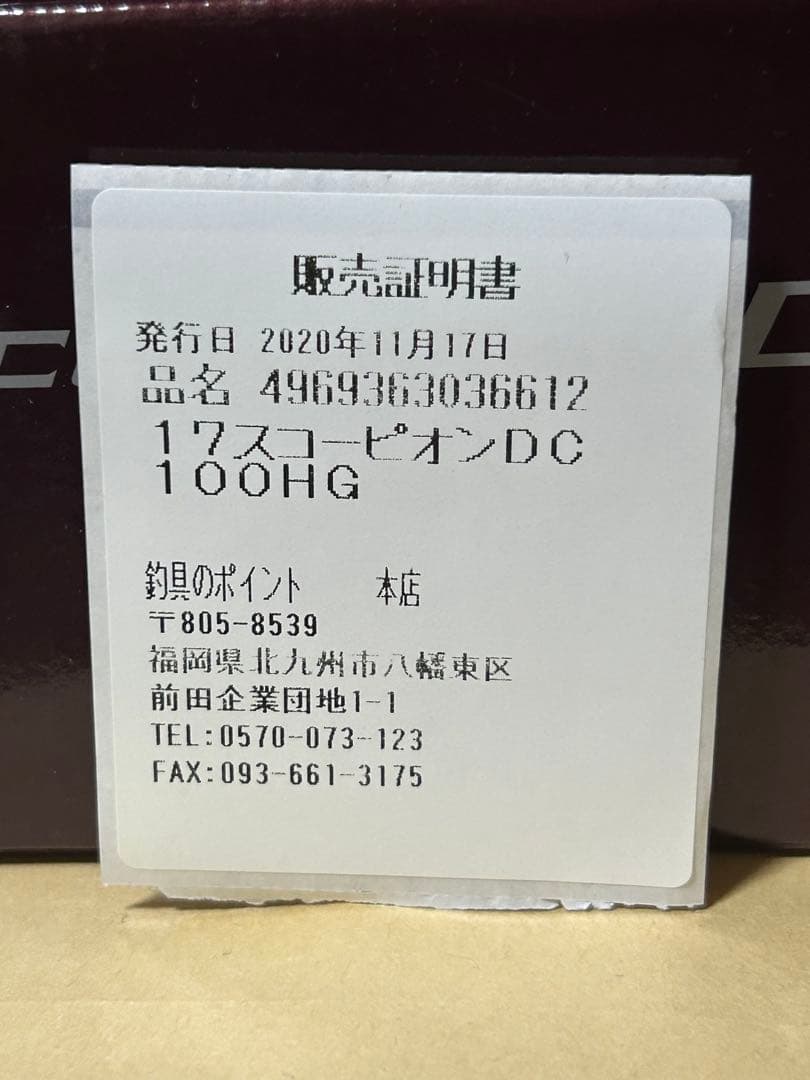 販売証明書
発行日 2020年11月17日
品名 4969363036612
17スコーピオンDC
100HG
釣具のポイント 本店
〒805-8539
福岡県北九州市八幡東区
前田企業団地1-1
TEL:0570-073-123
FAX:093-661-3175